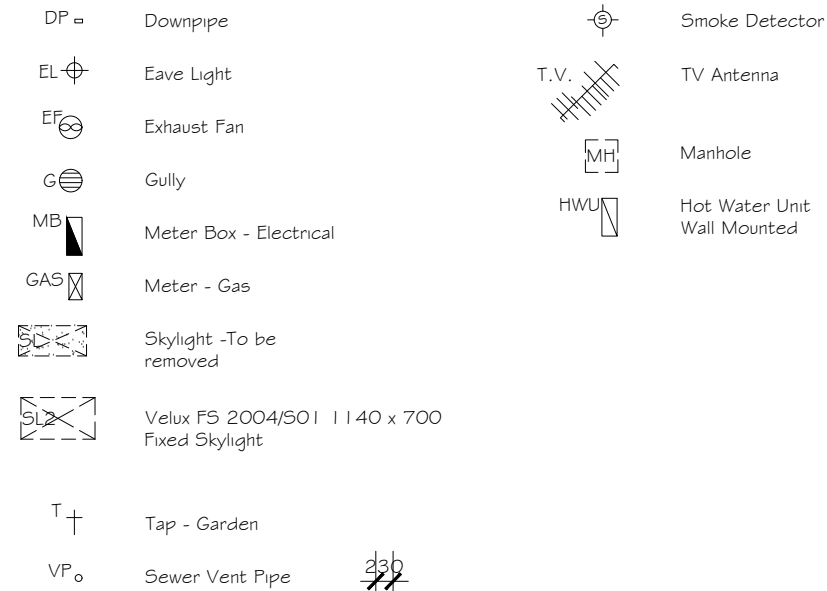 DP Downpipe
EL Eave Light
EF Exhaust Fan
G Gully
MB Meter Box - Electrical
GAS Meter - Gas
SL Skylight -To be
removed
SL2 Velux FS 2004/S01 1140 x 700
Fixed Skylight
T Tap - Garden
VP Sewer Vent Pipe
230
S Smoke Detector
T.V. TV Antenna
MH Manhole
HWU Hot Water Unit
Wall Mounted